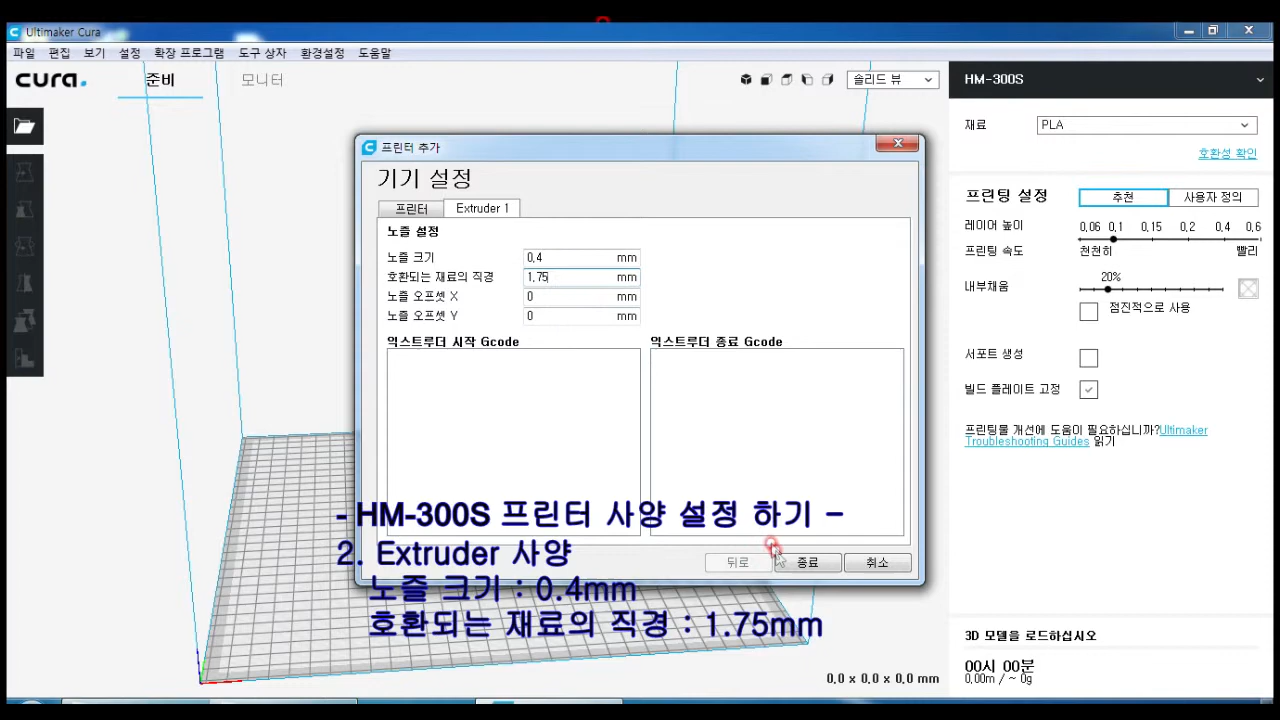 Ultimaker Cura
파일 편집 보기 설정 확장 프로그램 도구 상자 환경설정 도움말
cura. 준비 모니터 솔리드 뷰 HM-300S
재료 PLA
호환성 확인
프린터 추가
기기 설정
프린터 Extruder 1
노즐 설정
노즐 크기 0.4 mm
호환되는 재료의 직경 1.75 mm
노즐 오프셋 X 0 mm
노즐 오프셋 Y 0 mm
익스트루더 시작 Gcode 익스트루더 종료 Gcode
뒤로 종료 취소
프린팅 설정 추천 사용자 정의
레이어 높이 0.06 0.1 0.15 0.2 0.4 0.6
프린팅 속도 천천히 빨리
20%
내부채움
점진적으로 사용
서포트 생성
빌드 플레이트 고정
프린팅을 개선에 도움이 필요하십니까?Ultimaker
Troubleshooting Guides 읽기
- HM-300S 프린터 사양 설정 하기 -
2. Extruder 사양
노즐 크기 : 0.4mm
호환되는 재료의 직경 : 1.75mm
0.0 x 0.0 x 0.0 mm
3D 모델을 로드하십시오
00시 00분
0.00m / ~ 0g